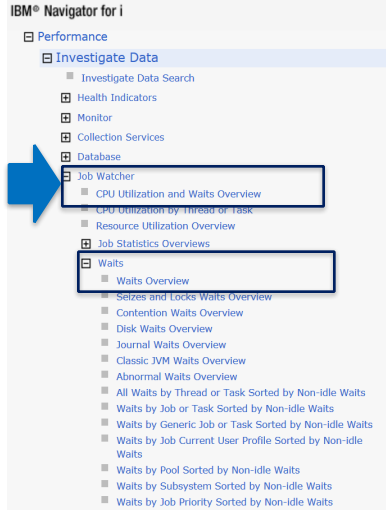 IBM® Navigator for i
Performance
Investigate Data
Investigate Data Search
Health Indicators
Monitor
Collection Services
Database
Job Watcher
CPU Utilization and Waits Overview
CPU Utilization by Thread or Task
Resource Utilization Overview
Job Statistics Overviews
Waits
Waits Overview
Seizes and Locks Waits Overview
Contention Waits Overview
Disk Waits Overview
Journal Waits Overview
Classic JVM Waits Overview
Abnormal Waits Overview
All Waits by Thread or Task Sorted by Non-idle Waits
Waits by Job or Task Sorted by Non-idle Waits
Waits by Generic Job or Task Sorted by Non-idle Waits
Waits by Job Current User Profile Sorted by Non-idle
Waits
Waits by Pool Sorted by Non-idle Waits
Waits by Subsystem Sorted by Non-idle Waits
Waits by Job Priority Sorted by Non-idle Waits